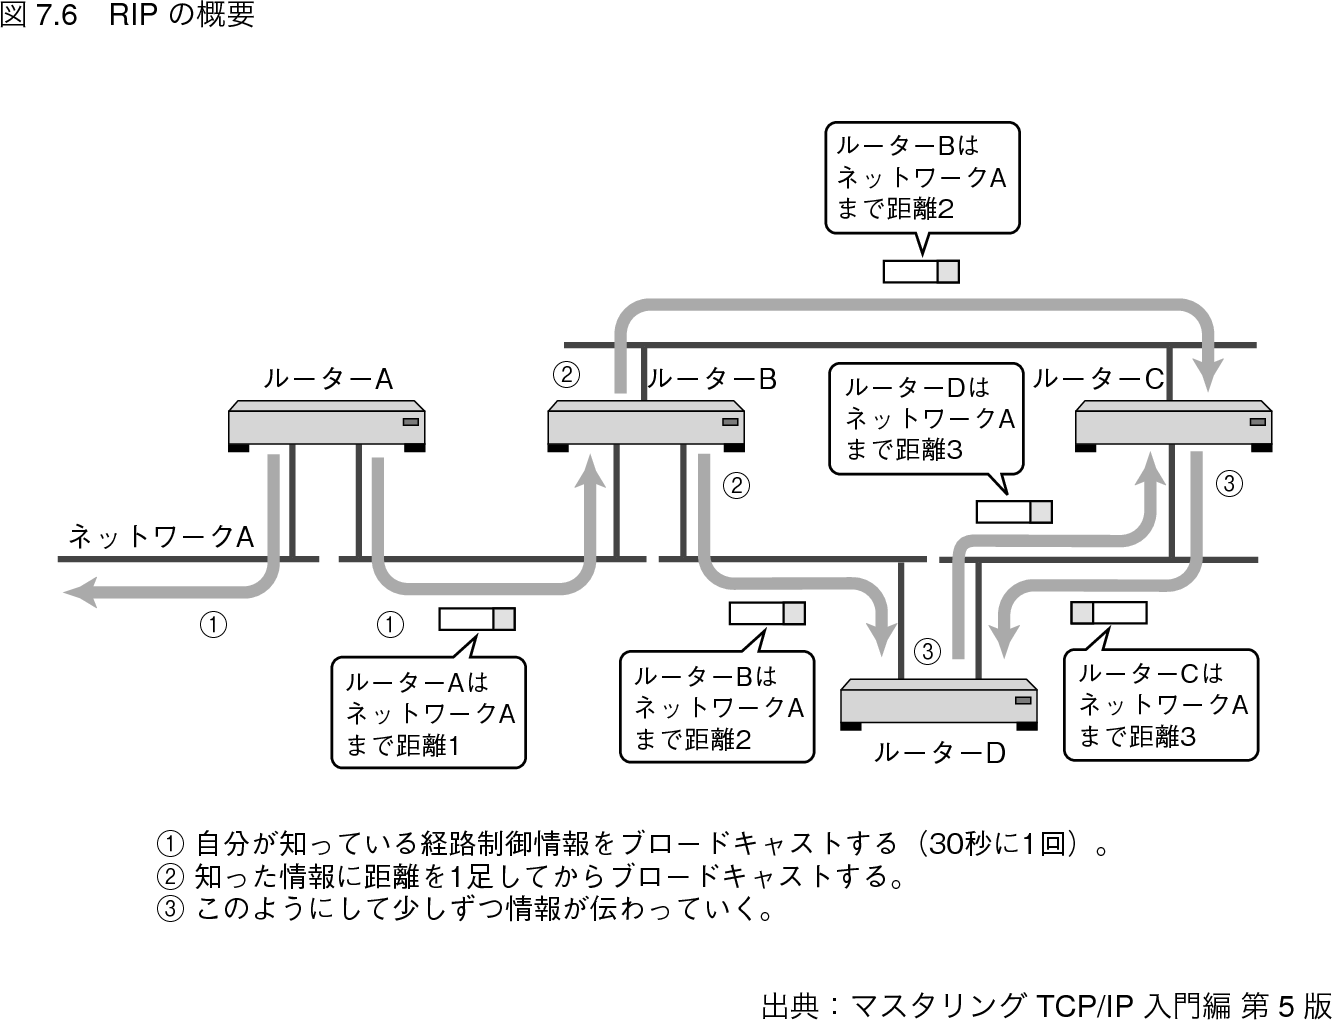 図 7.6　RIP の概要
ルーターBは
ネットワークA
まで距離2
ルーターA
②
ルーターB
ルーターDは
ネットワークA
まで距離3
ルーターC
②
③
ネットワークA
①
①
ルーターAは
ネットワークA
まで距離1
ルーターBは
ネットワークA
まで距離2
③
ルーターD
ルーターCは
ネットワークA
まで距離3
① 自分が知っている経路制御情報をブロードキャストする（30秒に1回）。
② 知った情報に距離を1足してからブロードキャストする。
③ このようにして少しずつ情報が伝わっていく。
出典：マスタリング TCP/IP 入門編 第 5 版